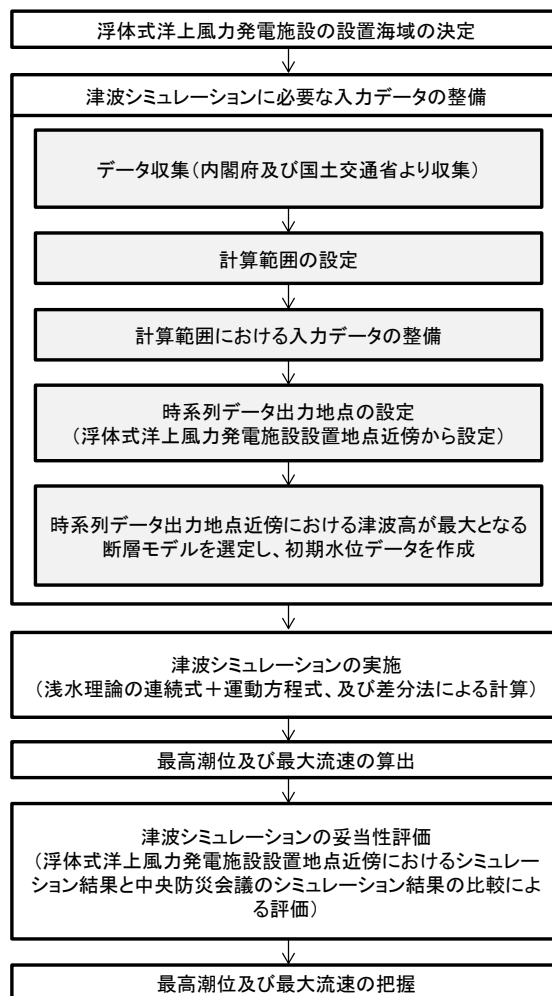 浮体式洋上風力発電施設の設置海域の決定
津波シミュレーションに必要な入力データの整備
データ収集（内閣府及び国土交通省より収集）
計算範囲の設定
計算範囲における入力データの整備
時系列データ出力地点の設定
（浮体式洋上風力発電施設設置地点近傍から設定）
時系列データ出力地点近傍における津波高が最大となる
断層モデルを選定し、初期水位データを作成
津波シミュレーションの実施
（浅水理論の連続式＋運動方程式、及び差分法による計算）
最高潮位及び最大流速の算出
津波シミュレーションの妥当性評価
（浮体式洋上風力発電施設設置地点近傍におけるシミュレー
ション結果と中央防災会議のシミュレーション結果の比較によ
る評価）
最高潮位及び最大流速の把握